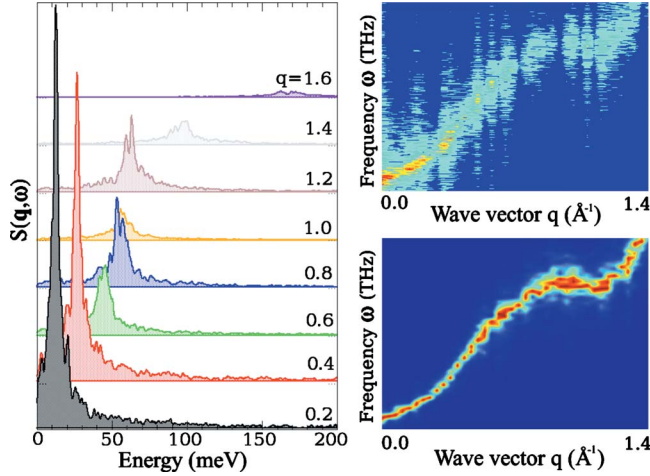 S(q,ω)
q=1.6
1.4
1.2
1.0
0.8
0.6
0.4
0.2
0 50 100 150 200
Energy (meV)
Frequency ω (THz)
0.0 1.4
Wave vector q (Å⁻¹)
Frequency ω (THz)
0.0 1.4
Wave vector q (Å⁻¹)